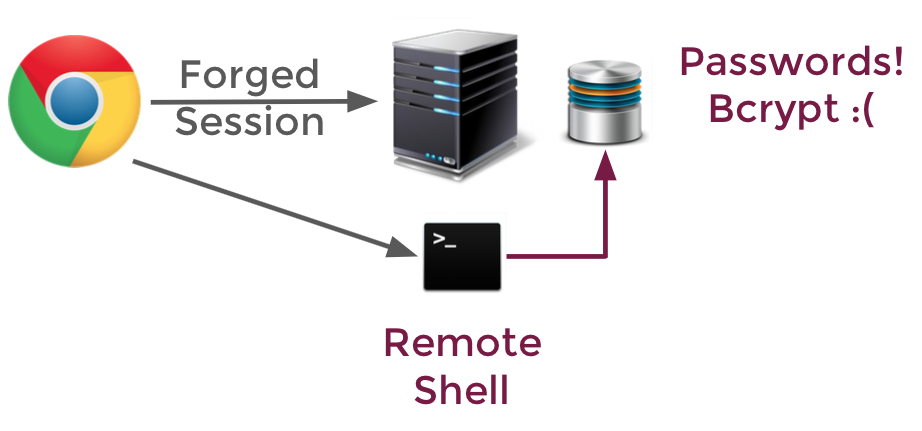 Forged
Session
Passwords!
Bcrypt :(
>_
Remote
Shell